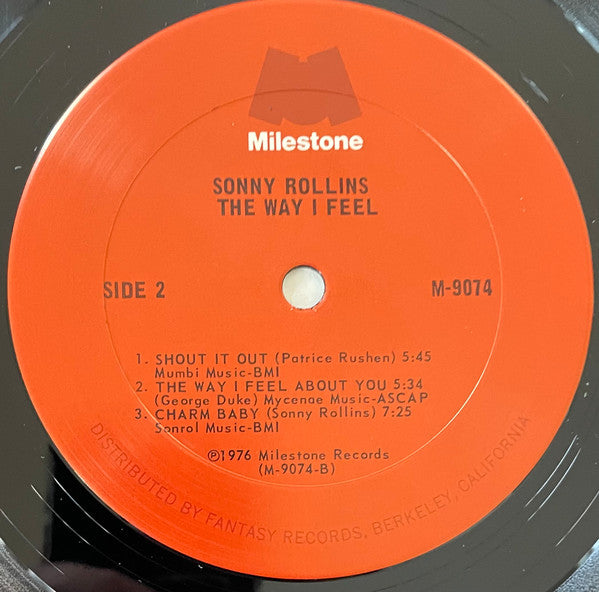 Milestone
SONNY ROLLINS
THE WAY I FEEL
SIDE 2
M-9074
1. SHOUT IT OUT (Patrice Rushen) 5:45
Mumbi Music-BMI
2. THE WAY I FEEL ABOUT YOU 5:34
(George Duke) Mycenae Music-ASCAP
3. CHARM BABY (Sonny Rollins) 7:25
Sonrol Music-BMI
℗1976 Milestone Records
(M-9074-B)
DISTRIBUTED BY FANTASY RECORDS, BERKELEY, CALIFORNIA